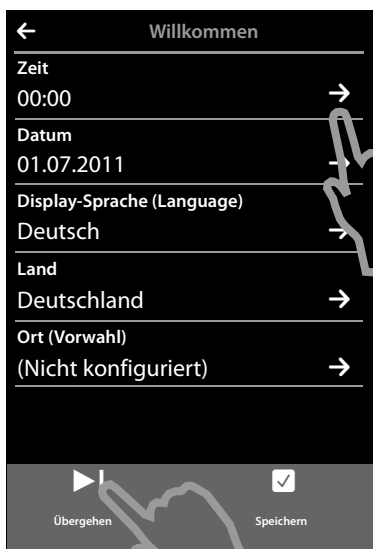 Willkommen
Zeit
00:00
Datum
01.07.2011
Display-Sprache (Language)
Deutsch
Land
Deutschland
Ort (Vorwahl)
(Nicht konfiguriert)
Übergehen Speichern